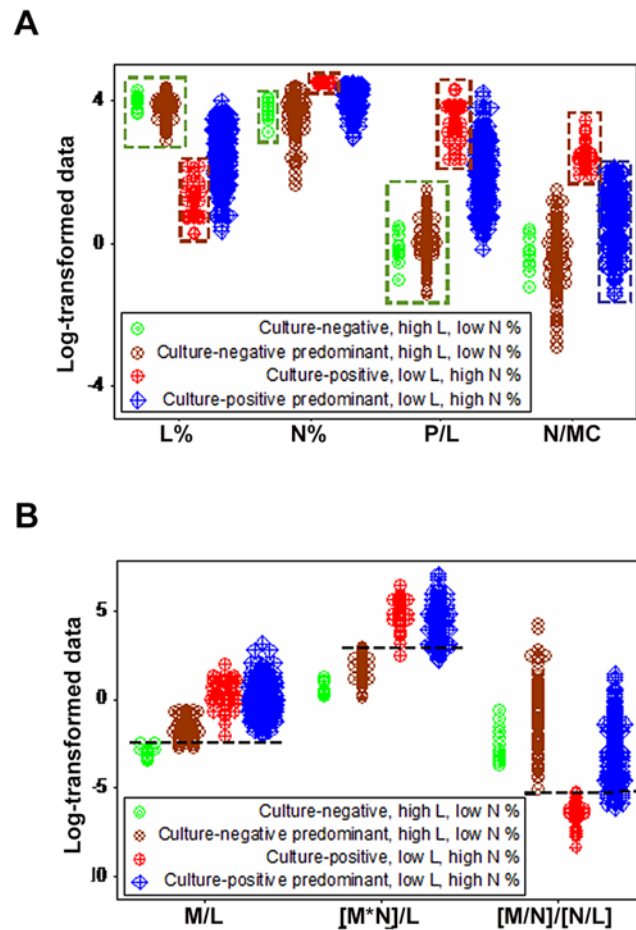 A
Log-transformed data
4
0
-4
Culture-negative, high L, low N %
Culture-negative predominant, high L, low N %
Culture-positive, low L, high N %
Culture-positive predominant, low L, high N %
L% N% P/L N/MC
B
Log-transformed data
5
0
-5
10
Culture-negative, high L, low N %
Culture-negative predominant, high L, low N %
Culture-positive, low L, high N %
Culture-positive predominant, low L, high N %
M/L [M*N]/L [M/N]/[N/L]